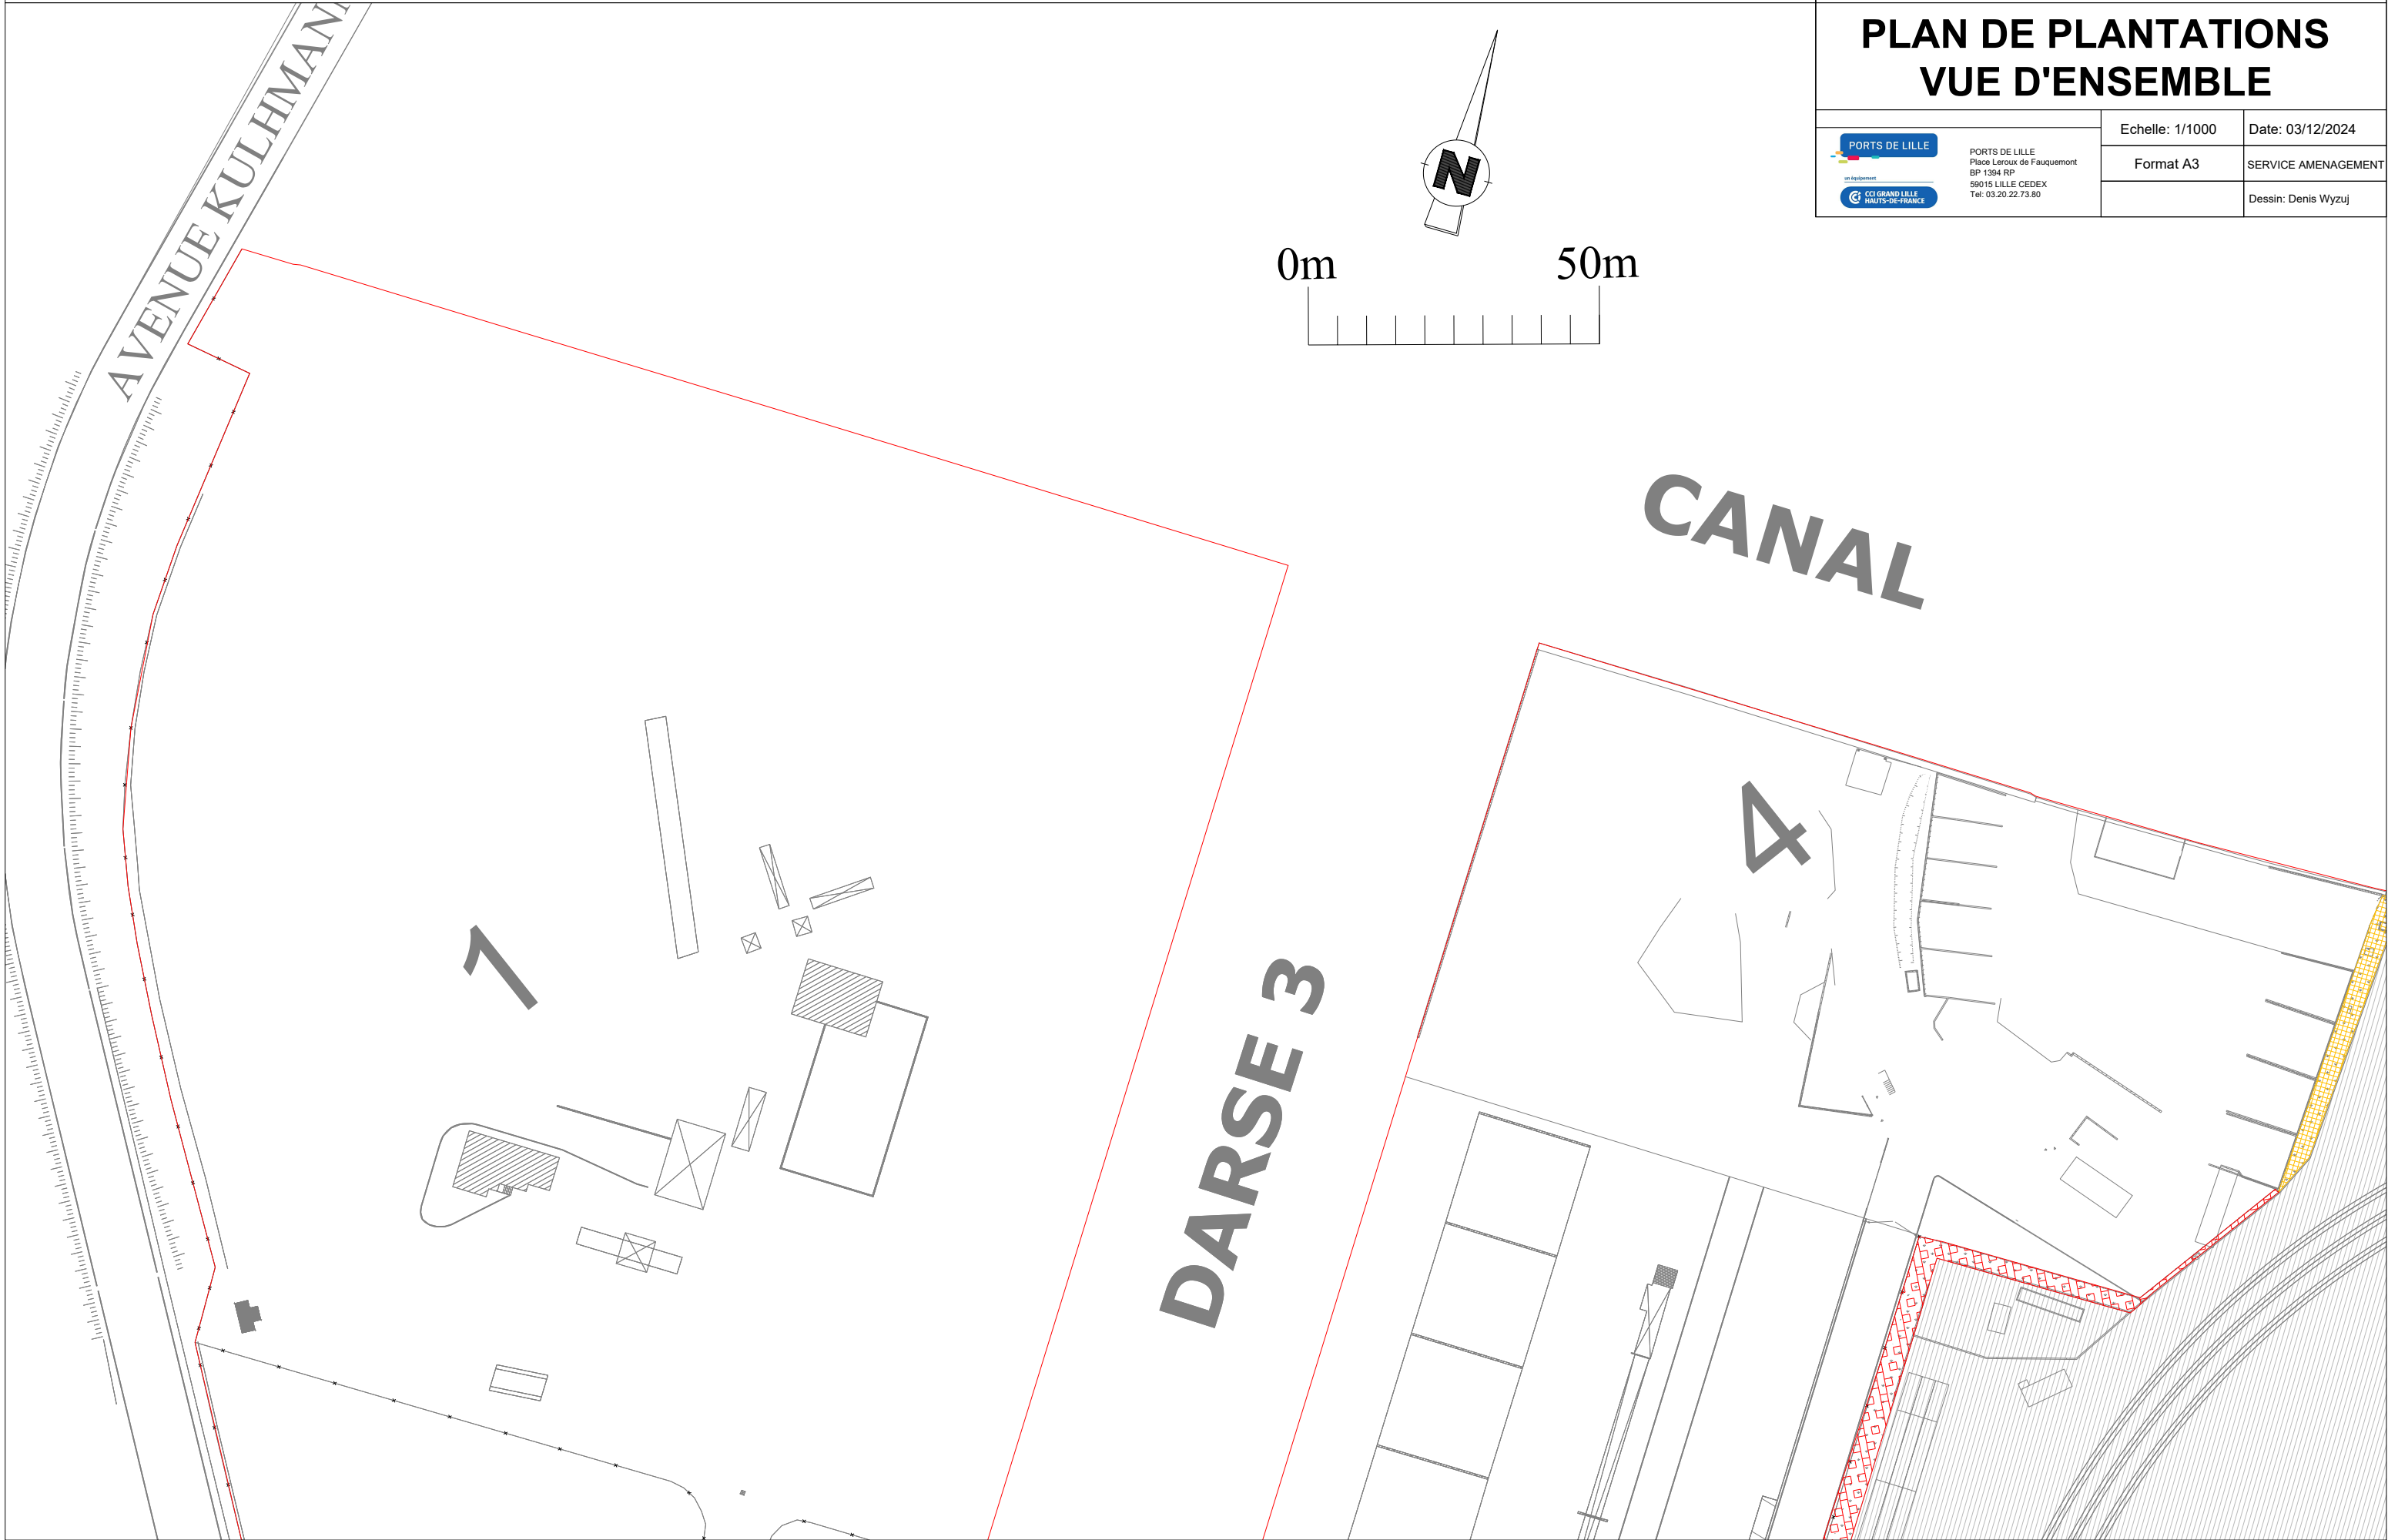 PLAN DE PLANTATIONS
VUE D'ENSEMBLE
PORTS DE LILLE
un équipement
CCI GRAND LILLE
HAUTS-DE-FRANCE
PORTS DE LILLE
Place Leroux de Fauquemont
BP 1394 RP
59015 LILLE CEDEX
Tel: 03.20.22.73.80
Echelle: 1/1000
Date: 03/12/2024
Format A3
SERVICE AMENAGEMENT
Dessin: Denis Wyzuj
AVENUE KULHMANN
N
0m
50m
CANAL
4
1
DARSE 3